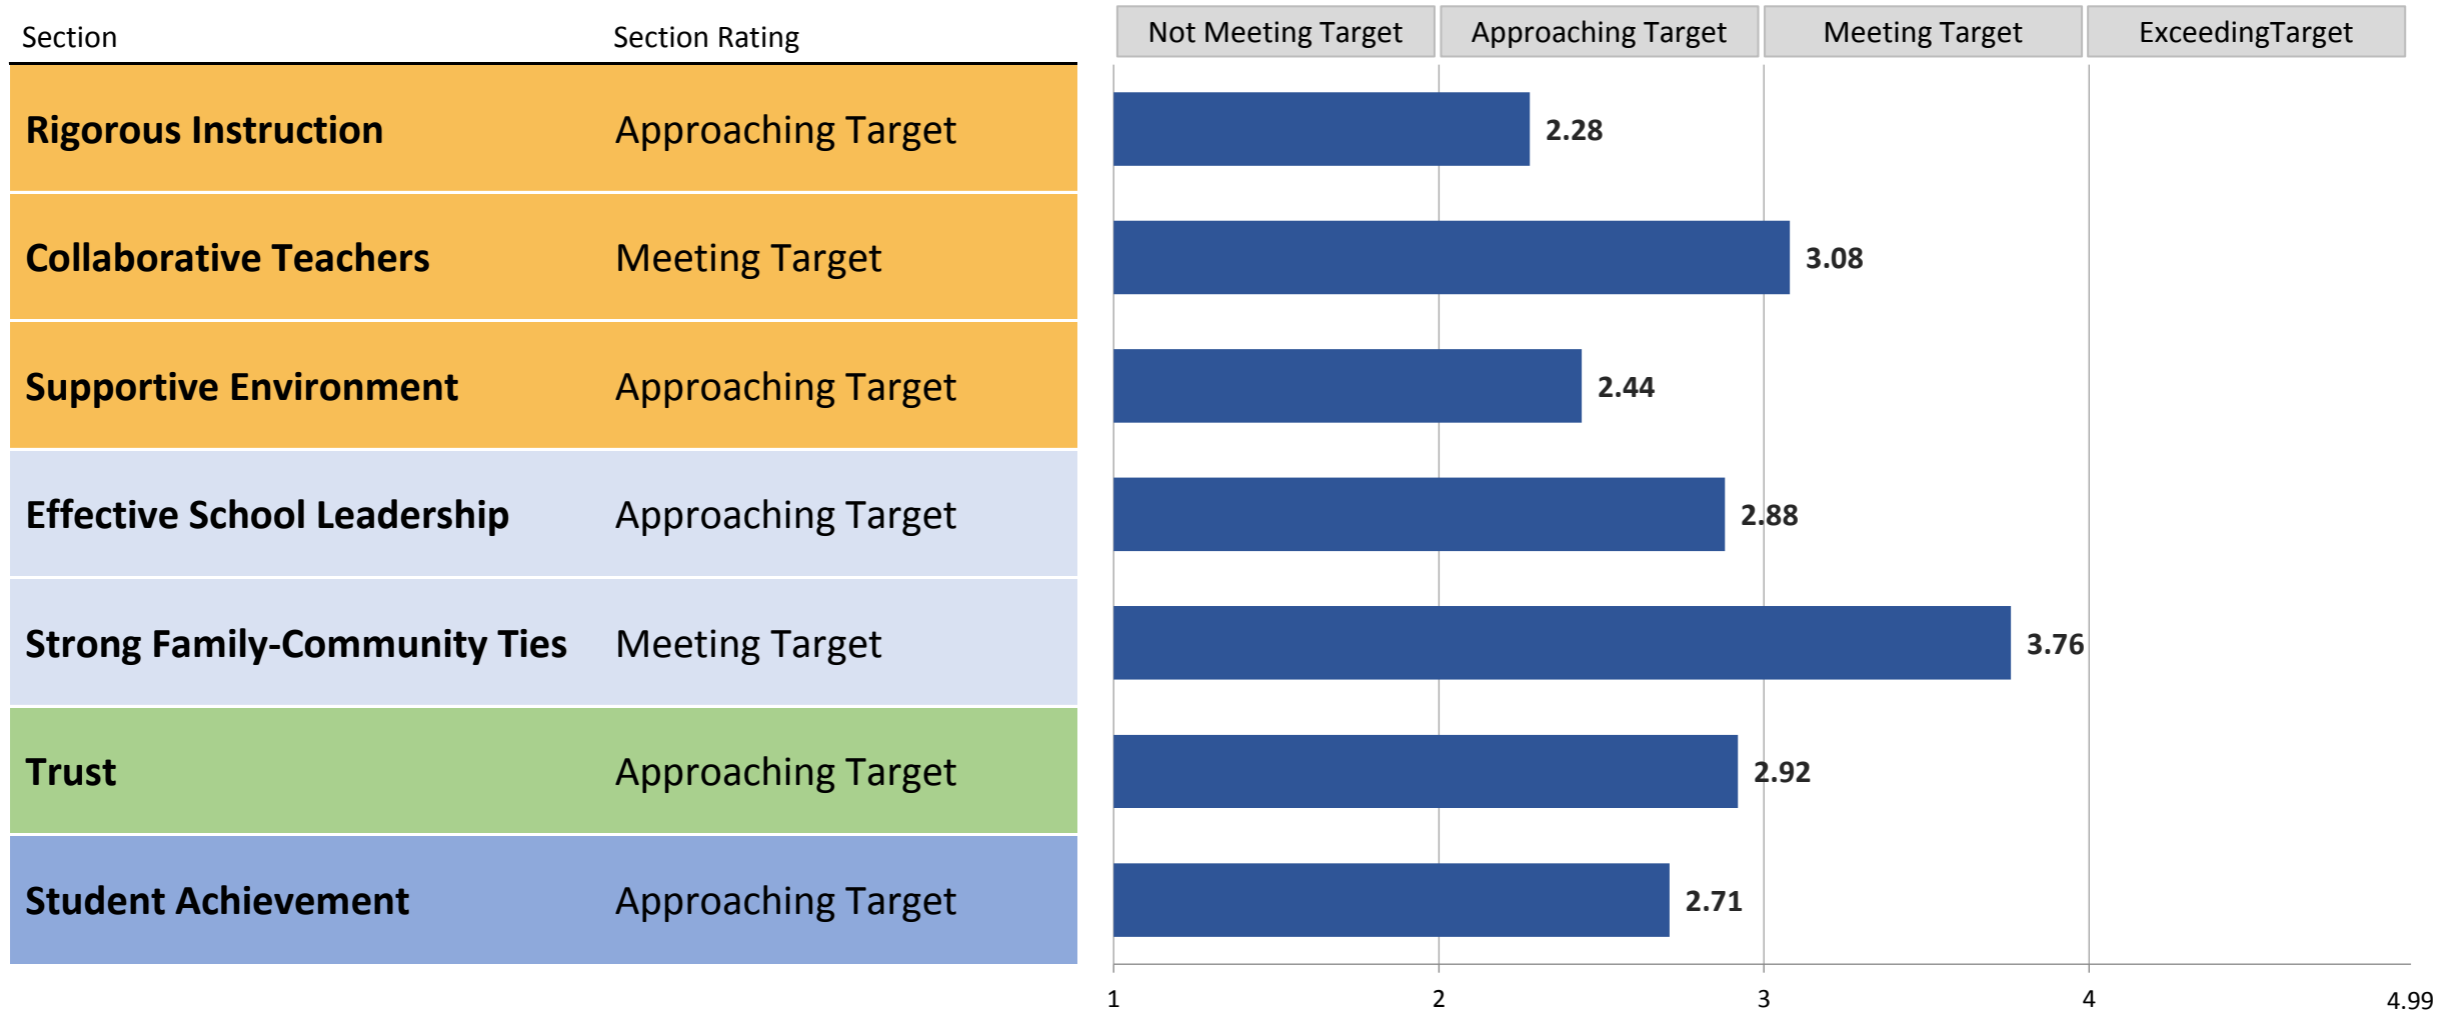 Section Section Rating Not Meeting Target Approaching Target Meeting Target ExceedingTarget
Rigorous Instruction Approaching Target 2.28
Collaborative Teachers Meeting Target 3.08
Supportive Environment Approaching Target 2.44
Effective School Leadership Approaching Target 2.88
Strong Family-Community Ties Meeting Target 3.76
Trust Approaching Target 2.92
Student Achievement Approaching Target 2.71
1 2 3 4 4.99